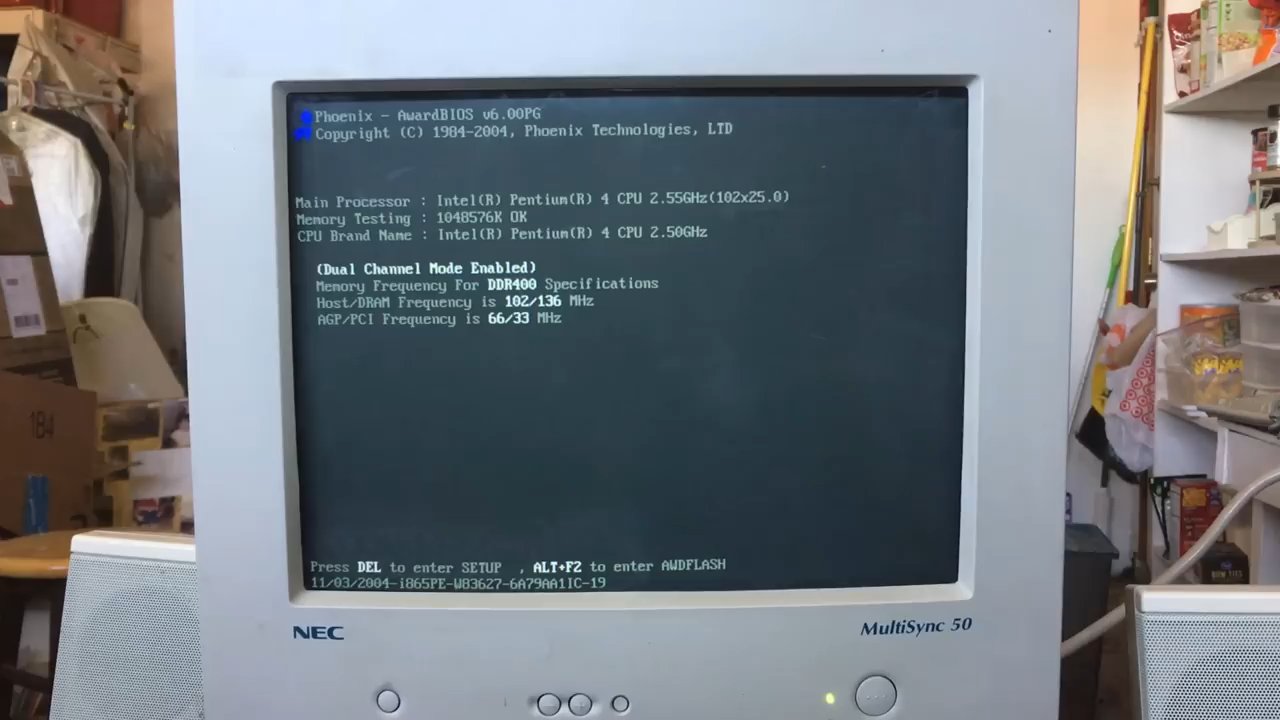 Phoenix - AwardBIOS v6.00PG
Copyright (C) 1984-2004, Phoenix Technologies, LTD
Main Processor : Intel(R) Pentium(R) 4 CPU 2.55GHz(102x25.0)
Memory Testing : 1048576K OK
CPU Brand Name : Intel(R) Pentium(R) 4 CPU 2.50GHz
(Dual Channel Mode Enabled)
Memory Frequency For DDR400 Specifications
Host/DRAM Frequency is 102/136 MHz
AGP/PCI Frequency is 66/33 MHz
Press DEL to enter SETUP , ALT+F2 to enter AWDFLASH
11/03/2004-i865PE-W83627-6A79AA1IC-19
NEC
MultiSync 50
184